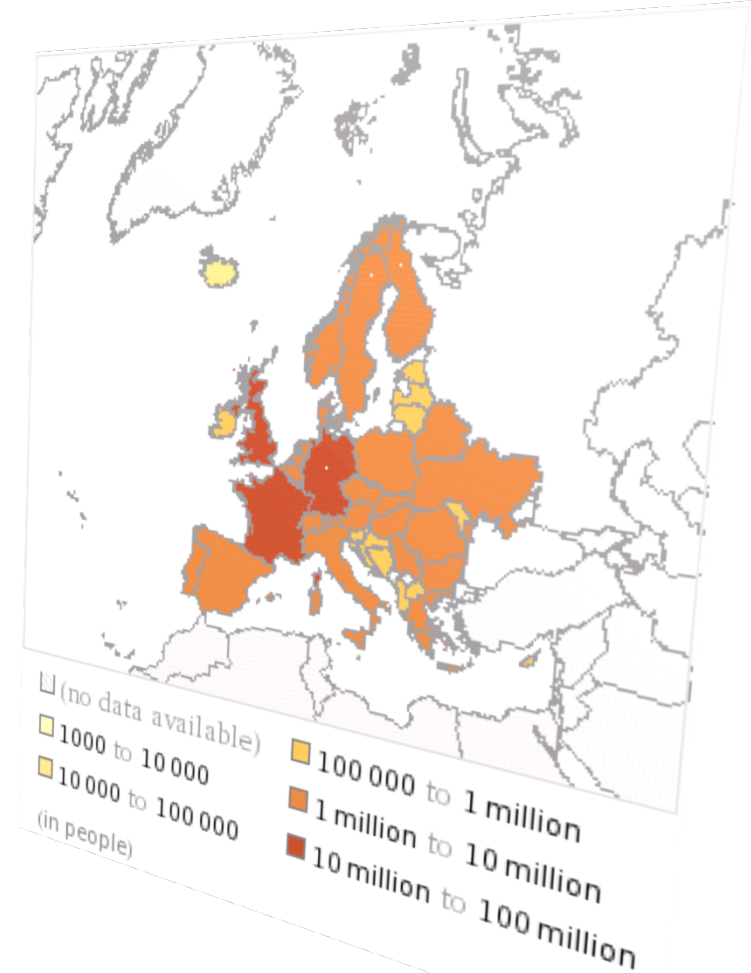 (no data available)
1000 to 10 000
10 000 to 100 000
(in people)
100 000 to 1 million
1 million to 10 million
10 million to 100 million